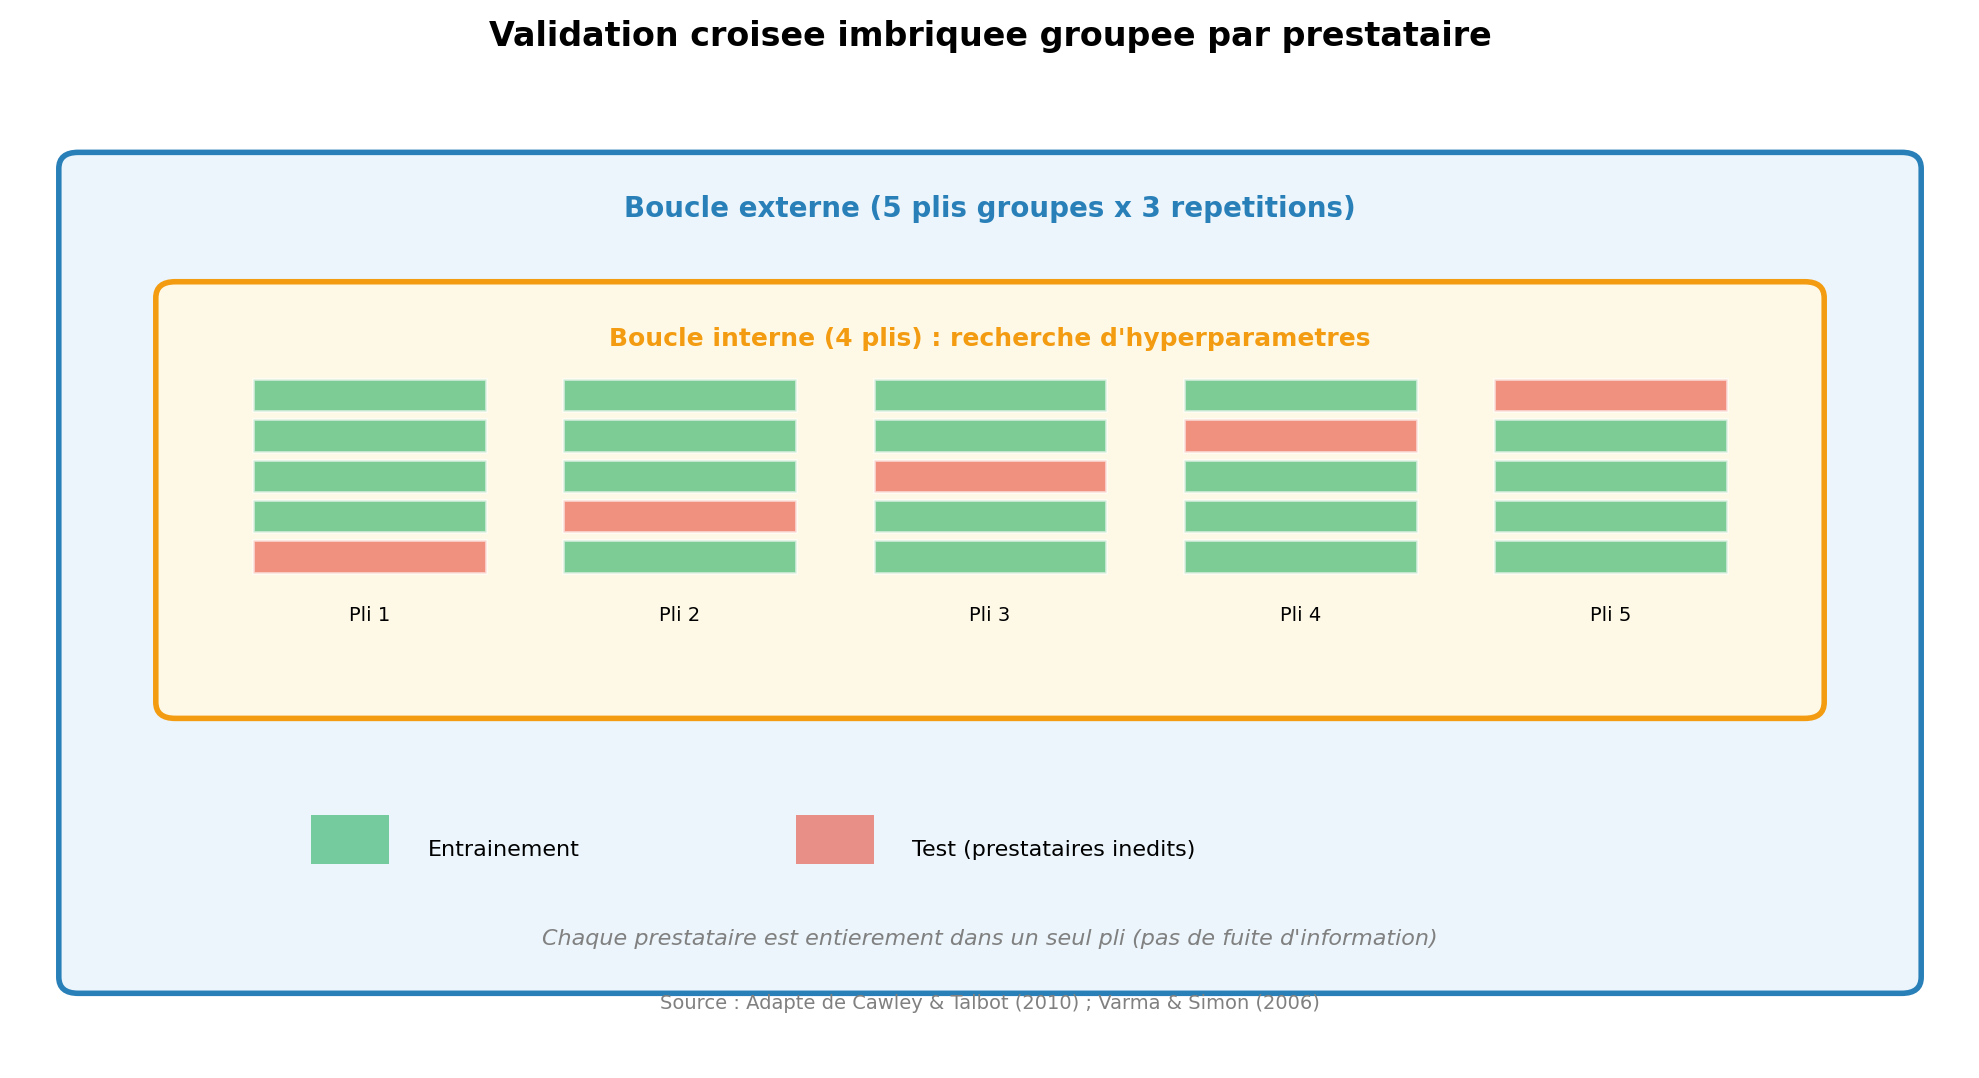 Validation croisee imbriquee groupee par prestataire
Boucle externe (5 plis groupes x 3 repetitions)
Boucle interne (4 plis) : recherche d'hyperparametres
Pli 1
Pli 2
Pli 3
Pli 4
Pli 5
Entrainement
Test (prestataires inedits)
Chaque prestataire est entierement dans un seul pli (pas de fuite d'information)
Source : Adapte de Cawley & Talbot (2010) ; Varma & Simon (2006)